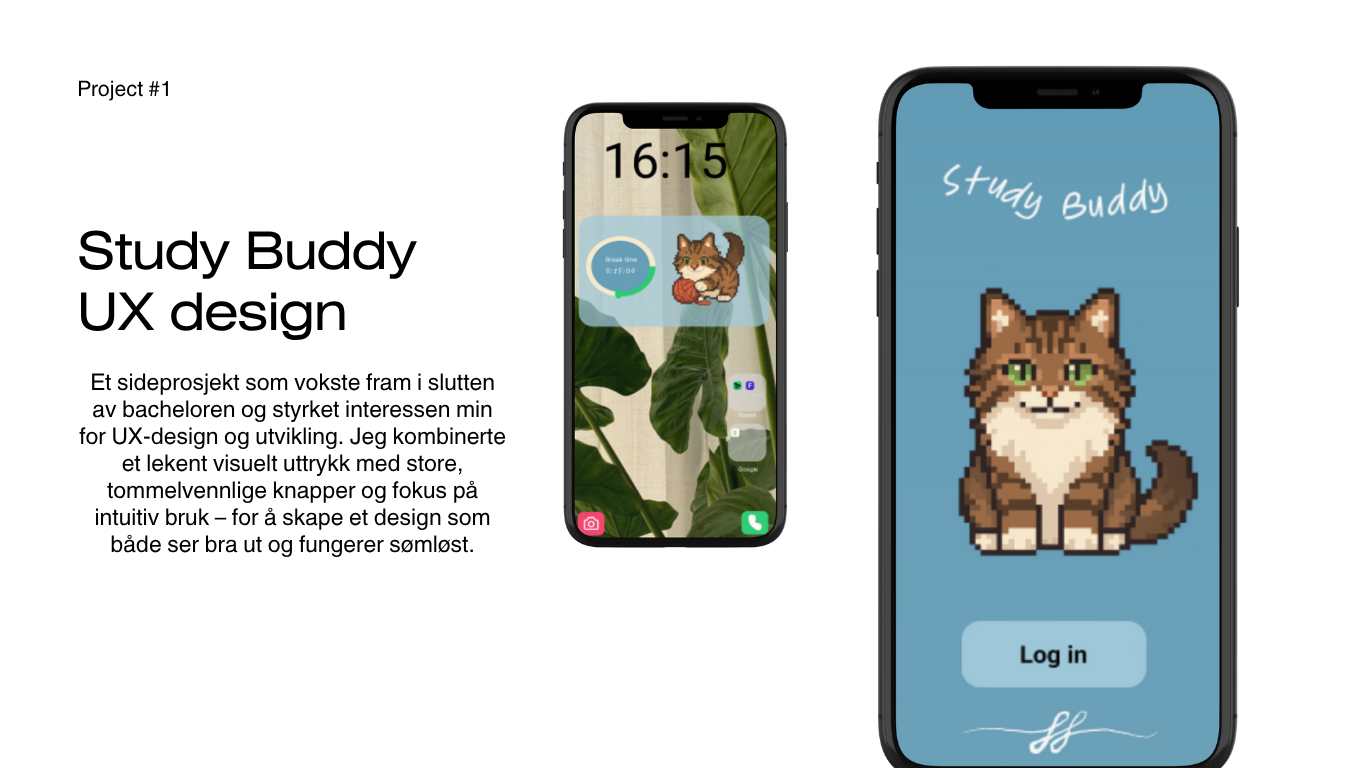 Project #1
Study Buddy
UX design
Et sideprosjekt som vokste fram i slutten
av bacheloren og styrket interessen min
for UX-design og utvikling. Jeg kombinerte
et lekent visuelt uttrykk med store,
tommelvennlige knapper og fokus på
intuitiv bruk – for å skape et design som
både ser bra ut og fungerer sømløst.
16:15
Break time
0:15:00
Google
Study Buddy
Log in